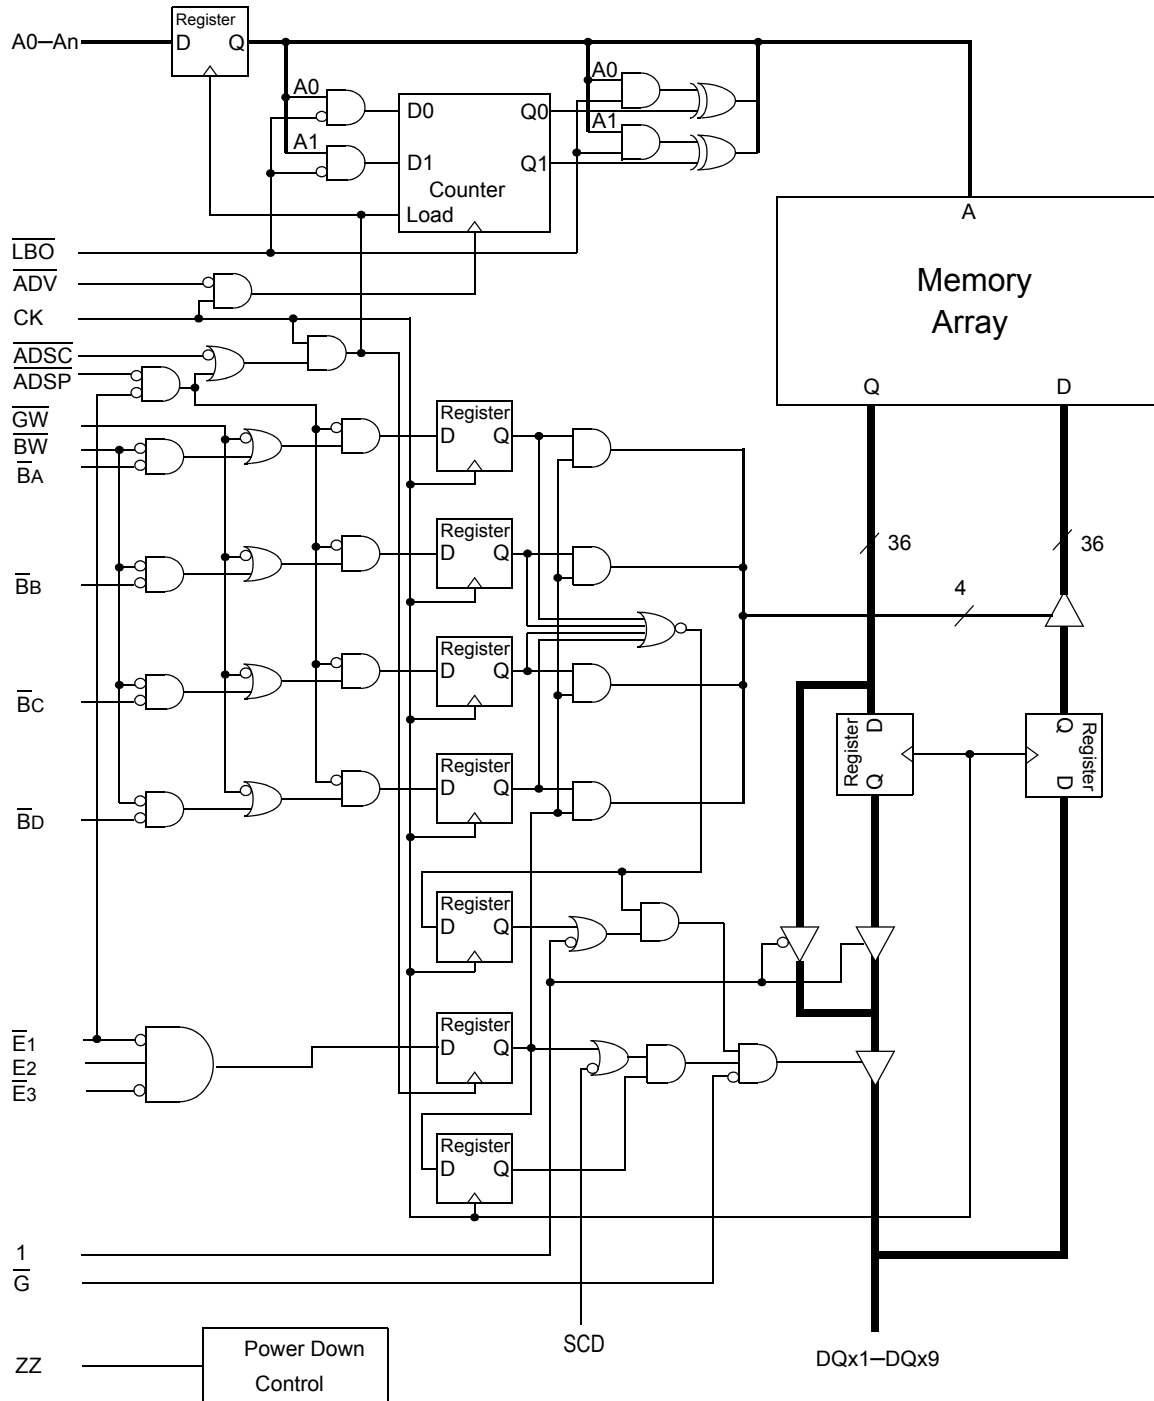 Register
A0–An
D Q
A0
A0
D0
Q0
A1
A1
D1
Q1
Counter
Load
A
LBO
ADV
Memory
Array
CK
ADSC
ADSP
Q
D
GW
Register
BW
D Q
BA
Register
36
36
D Q
BB
4
Register
D Q
BC
Register
D
Q
Register
Q
D
Register
D Q
BD
Register
D Q
Register
E1
D Q
E2
E3
Register
D Q
1
G
SCD
Power Down
Control
ZZ
DQx1–DQx9